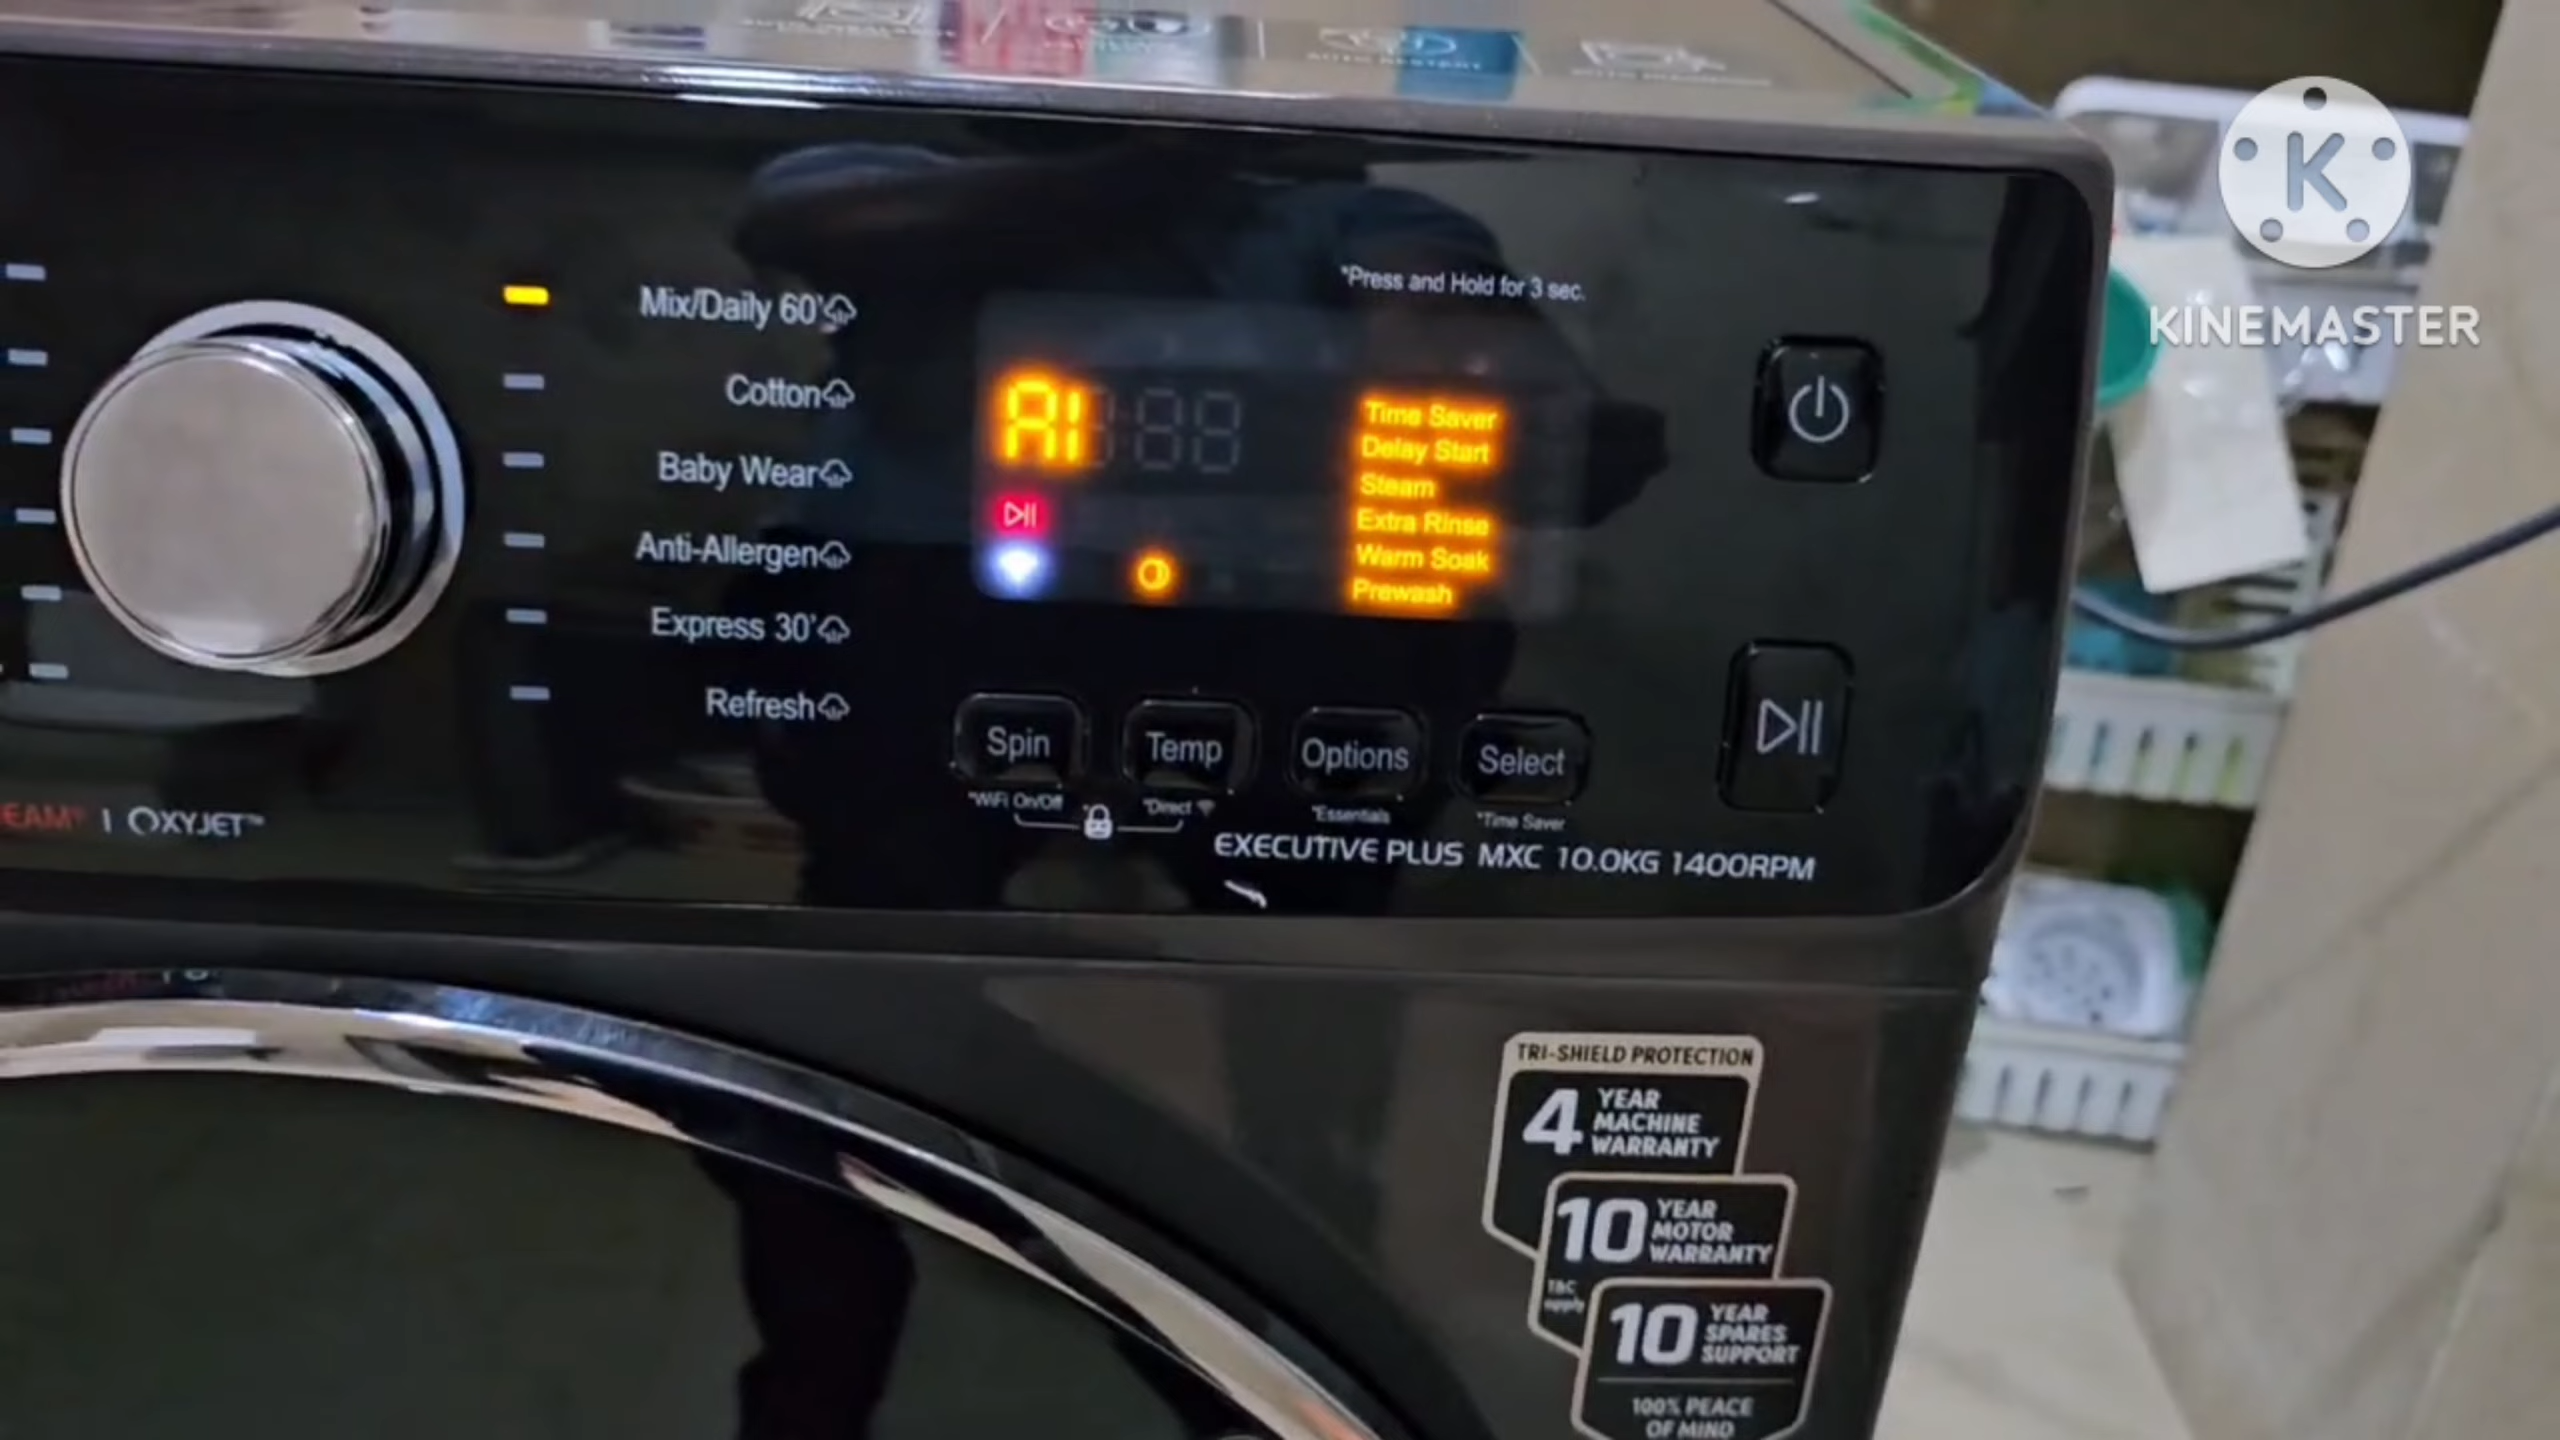 *Press and Hold for 3 sec.
KINEMASTER
Mix/Daily 60'
Cotton
Baby Wear
Anti-Allergen
Express 30'
Refresh
AI
Time Saver
Delay Start
Steam
Extra Rinse
Warm Soak
Prewash
Spin
Temp
Options
Select
*WiFi On/Off
*Direct
*Essentials
*Time Saver
EAM® | OXYJET™
EXECUTIVE PLUS MXC 10.0KG 1400RPM
TRI-SHIELD PROTECTION
4 YEAR
MACHINE
WARRANTY
10 YEAR
MOTOR
WARRANTY
T&C
apply
10 YEAR
SPARES
SUPPORT
100% PEACE
OF MIND